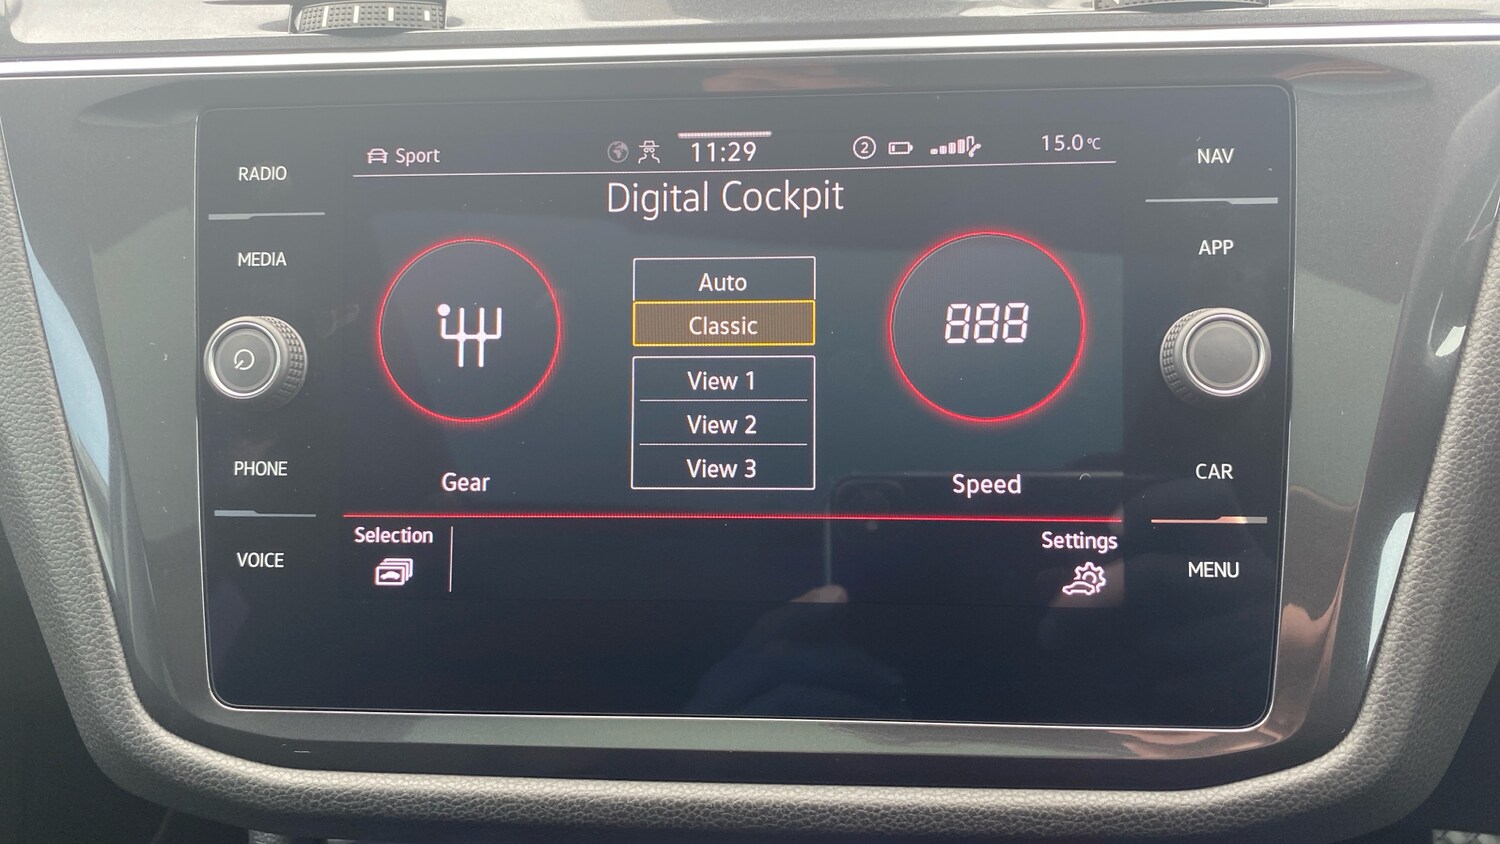 RADIO
MEDIA
PHONE
VOICE
Sport
11:29
2
15.0°C
Digital Cockpit
Auto
Classic
View 1
View 2
View 3
Gear
888
Speed
Selection
Settings
NAV
APP
CAR
MENU